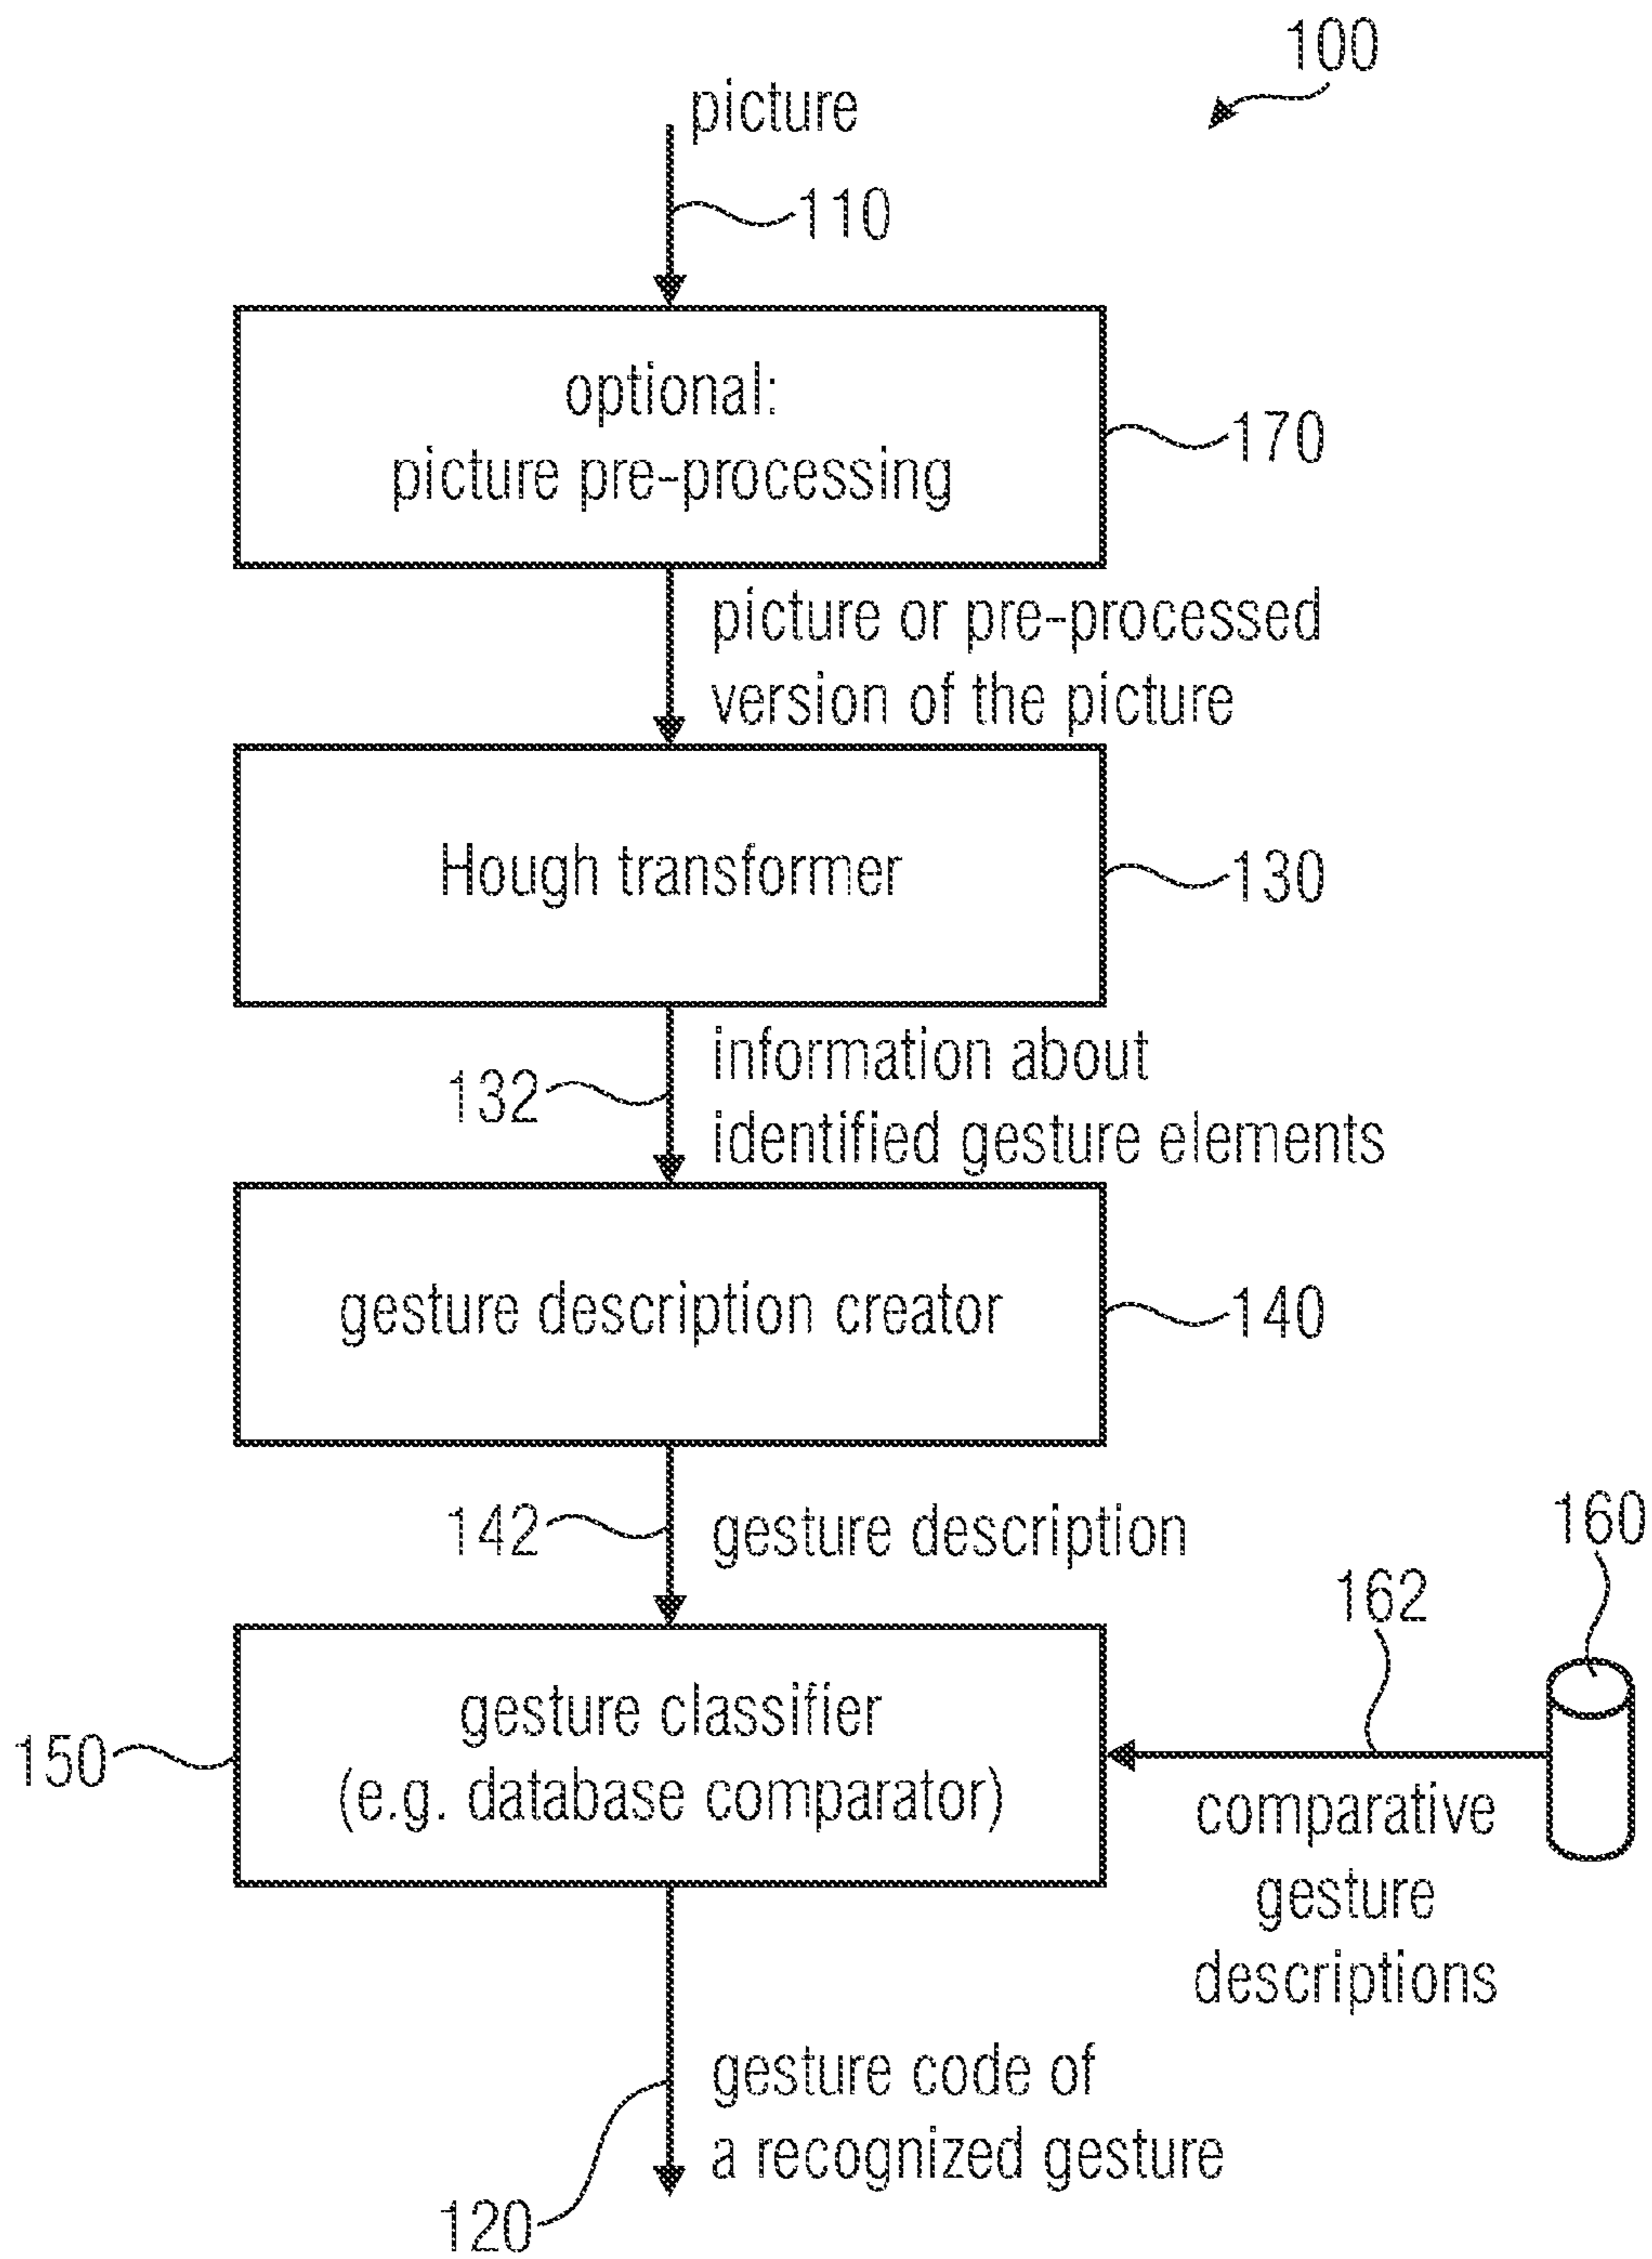 100
picture
110
optional:
picture pre-processing
170
picture or pre-processed
version of the picture
Hough transformer
130
132
information about
identified gesture elements
gesture description creator
140
142
gesture description
160
162
gesture classifier
(e.g. database comparator)
150
comparative
gesture
descriptions
gesture code of
a recognized gesture
120